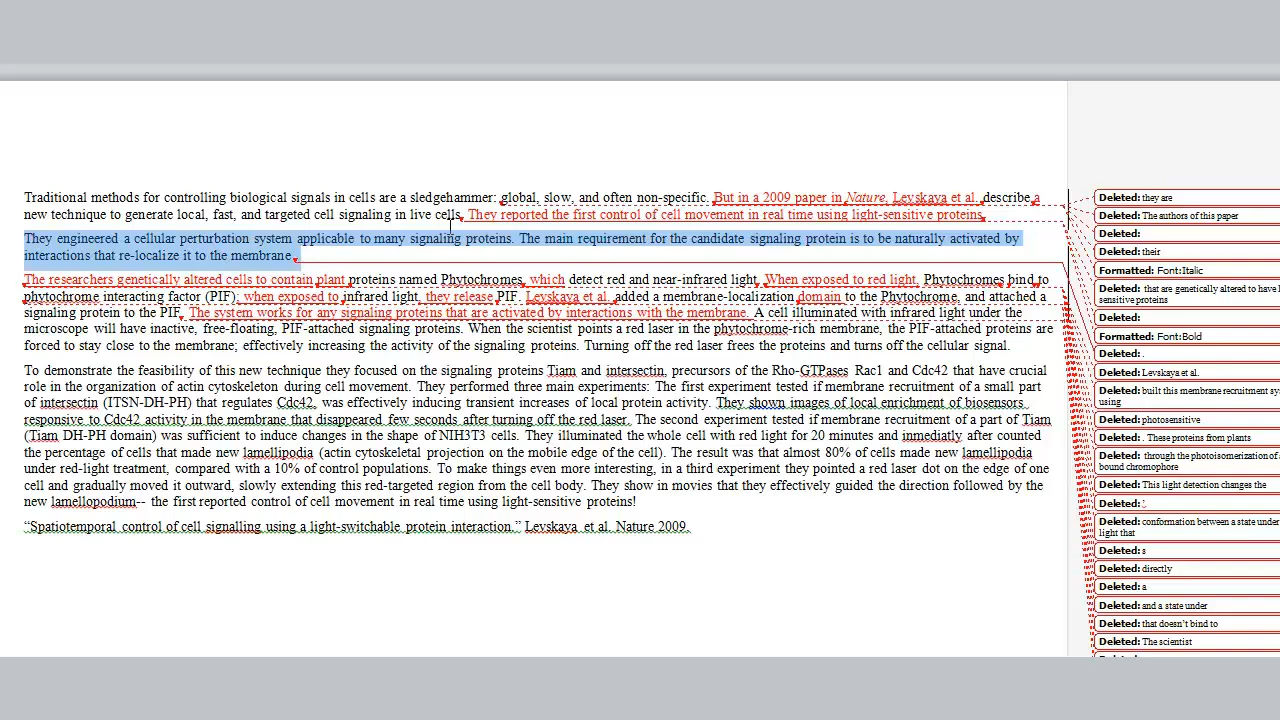 Traditional methods for controlling biological signals in cells are a sledgehammer: global, slow, and often non-specific. But in a 2009 paper in Nature, Levskaya et al. describe a
new technique to generate local, fast, and targeted cell signaling in live cells. They reported the first control of cell movement in real time using light-sensitive proteins.
They engineered a cellular perturbation system applicable to many signaling proteins. The main requirement for the candidate signaling protein is to be naturally activated by
interactions that re-localize it to the membrane.
The researchers genetically altered cells to contain plant proteins named Phytochromes, which detect red and near-infrared light. When exposed to red light, Phytochromes bind to
phytochrome interacting factor (PIF); when exposed to infrared light, they release PIF. Levskaya et al. added a membrane-localization domain to the Phytochrome, and attached a
signaling protein to the PIF. The system works for any signaling proteins that are activated by interactions with the membrane. A cell illuminated with infrared light under the
microscope will have inactive, free-floating, PIF-attached signaling proteins. When the scientist points a red laser in the phytochrome-rich membrane, the PIF-attached proteins are
forced to stay close to the membrane; effectively increasing the activity of the signaling proteins. Turning off the red laser frees the proteins and turns off the cellular signal.
To demonstrate the feasibility of this new technique they focused on the signaling proteins Tiam and intersectin, precursors of the Rho-GTPases Rac1 and Cdc42 that have crucial
role in the organization of actin cytoskeleton during cell movement. They performed three main experiments: The first experiment tested if membrane recruitment of a small part
of intersectin (ITSN-DH-PH) that regulates Cdc42, was effectively inducing transient increases of local protein activity. They shown images of local enrichment of biosensors
responsive to Cdc42 activity in the membrane that disappears few seconds after turning off the red laser. The second experiment tested if membrane recruitment of a part of Tiam
(Tiam DH-PH domain) was sufficient to induce changes in the shape of NIH3T3 cells. They illuminated the whole cell with red light for 20 minutes and inmediatly after counted
the percentage of cells that made new lamellipodia (actin cytoskeletal projection on the mobile edge of the cell). The result was that almost 80% of cells made new lamellipodia
under red-light treatment, compared with a 10% of control populations. To make things even more interesting, in a third experiment they pointed a red laser dot on the edge of one
cell and gradually moved it outward, slowly extending this red targeted region from the cell body. They show in movies that they effectively guided the direction followed by the
new lamellopodium-- the first reported control of cell movement in real time using light-sensitive proteins!
“Spatiotemporal control of cell signalling using a light-switchable protein interaction.” Levskaya et al. Nature 2009.
Deleted: they are
Deleted: The authors of this paper
Deleted:
Deleted: their
Formatted: Font:Italic
Deleted: that are genetically altered to have l
sensitive proteins
Deleted:
Formatted: Font:Bold
Deleted: .
Deleted: Levskaya et al.
Deleted: built this membrane recruitment sy
using
Deleted: photosensitive
Deleted: . These proteins from plants
Deleted: through the photoisomerization of a
bound chromophore
Deleted: This light detection changes the
Deleted:
Deleted: conformation between a state under
light that
Deleted: s
Deleted: directly
Deleted: a
Deleted: and a state under
Deleted: that doesn’t bind to
Deleted: The scientist